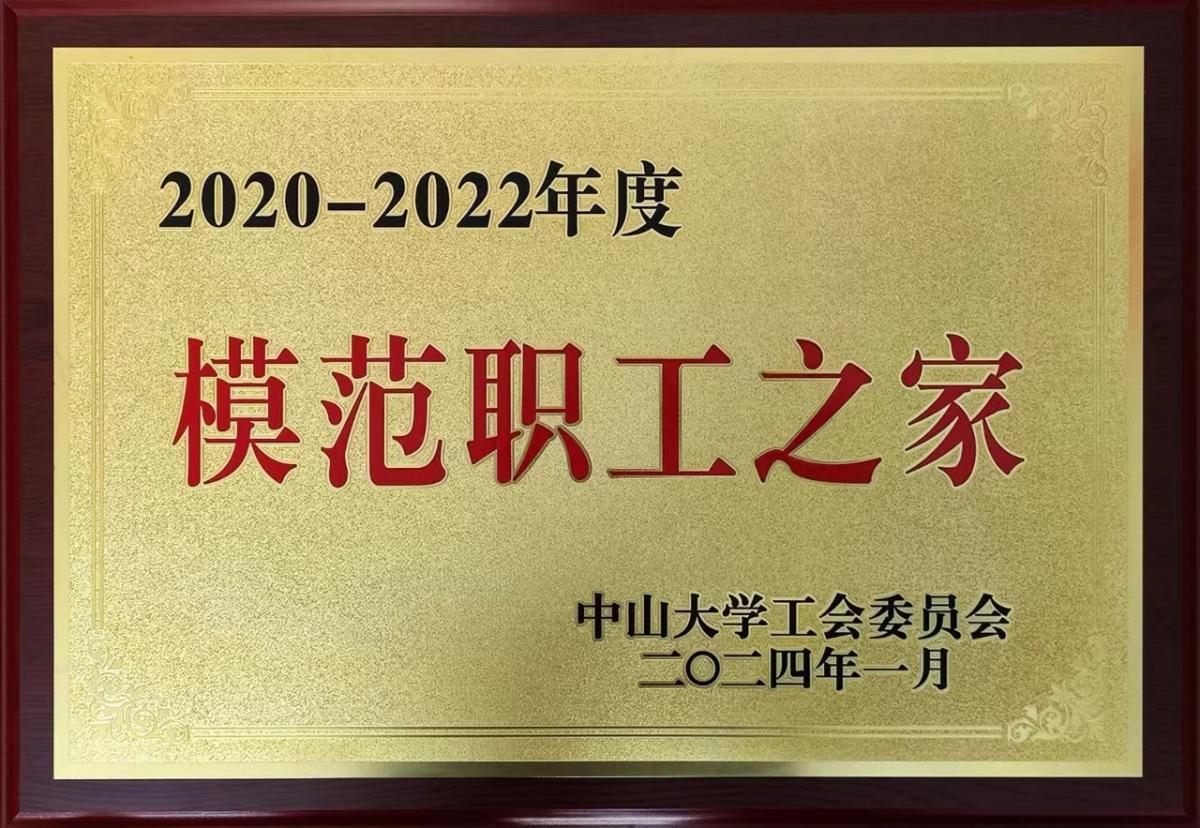 2020-2022年度
模范职工之家
中山大学工会委员会
二〇二四年一月